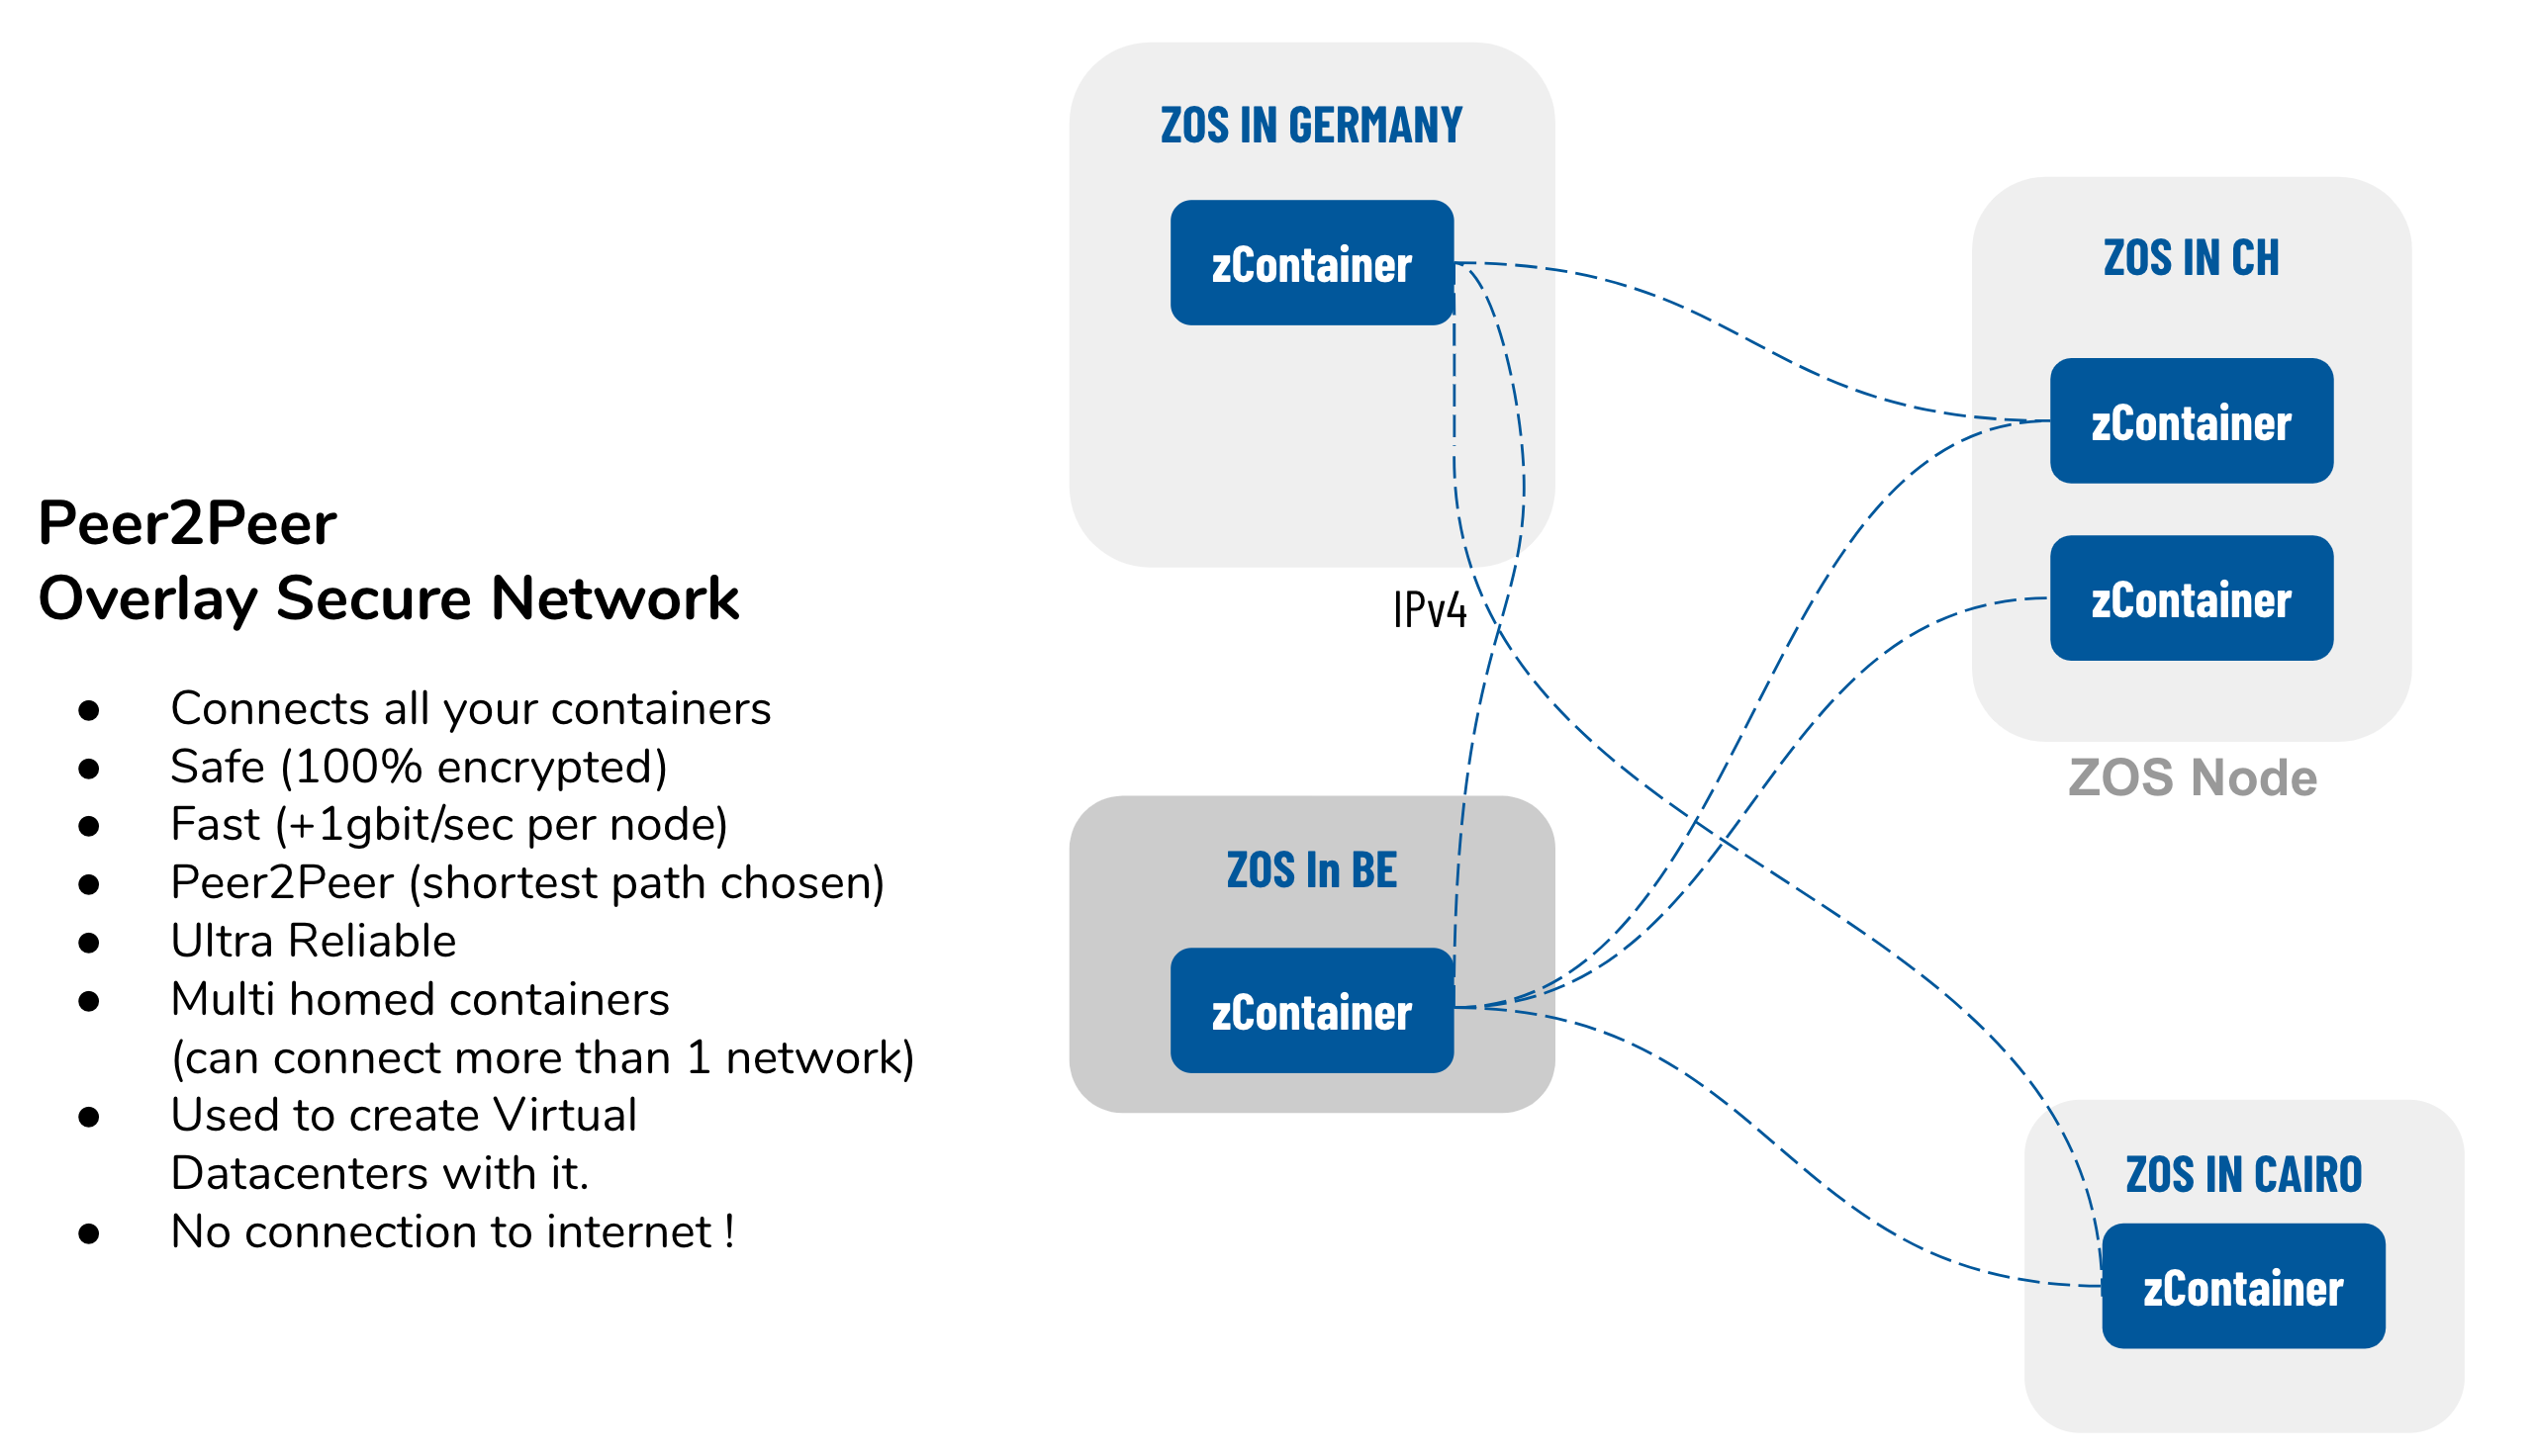 Peer2Peer
Overlay Secure Network
● Connects all your containers
● Safe (100% encrypted)
● Fast (+1gbit/sec per node)
● Peer2Peer (shortest path chosen)
● Ultra Reliable
● Multi homed containers
(can connect more than 1 network)
● Used to create Virtual
Datacenters with it.
● No connection to internet !
ZOS IN GERMANY
zContainer
IPv4
ZOS In BE
zContainer
ZOS IN CH
zContainer
zContainer
ZOS Node
ZOS IN CAIRO
zContainer